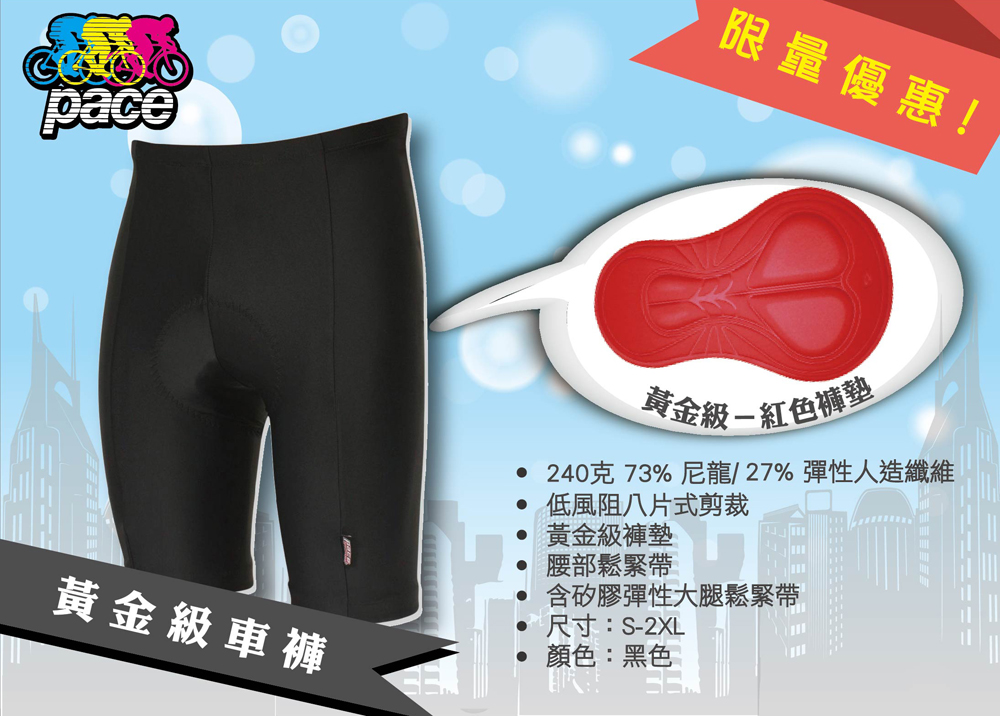 pace
限量優惠!
黃金級－紅色褲墊
• 240克 73% 尼龍/ 27% 彈性人造纖維
• 低風阻八片式剪裁
• 黃金級褲墊
• 腰部鬆緊帶
• 含矽膠彈性大腿鬆緊帶
• 尺寸：S-2XL
• 顏色：黑色
黃金級車褲